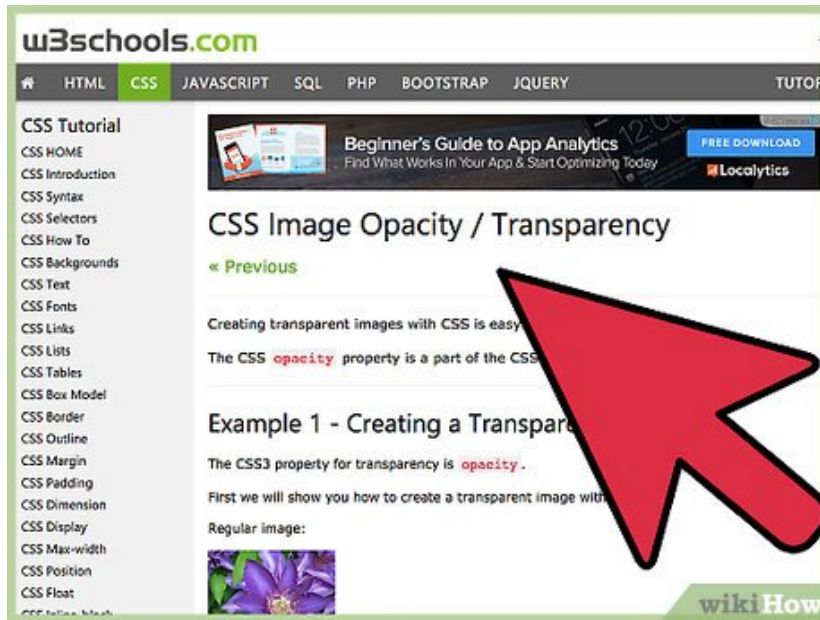 w3schools.com
HTML CSS JAVASCRIPT SQL PHP BOOTSTRAP JQUERY
CSS Tutorial
CSS HOME
CSS Introduction
CSS Syntax
CSS Selectors
CSS How To
CSS Backgrounds
CSS Text
CSS Fonts
CSS Links
CSS Lists
CSS Tables
CSS Box Model
CSS Border
CSS Outline
CSS Margin
CSS Padding
CSS Dimension
CSS Display
CSS Max-width
CSS Position
CSS Float
Beginner's Guide to App Analytics
Find What Works In Your App & Start Optimizing Today
FREE DOWNLOAD
Localytics
CSS Image Opacity / Transparency
« Previous
Creating transparent images with CSS is easy
The CSS opacity property is a part of the CSS
Example 1 - Creating a
The CSS3 property for transparency is opacity.
First we will show you how to create a transparent image with
Regular image:
wikiHow